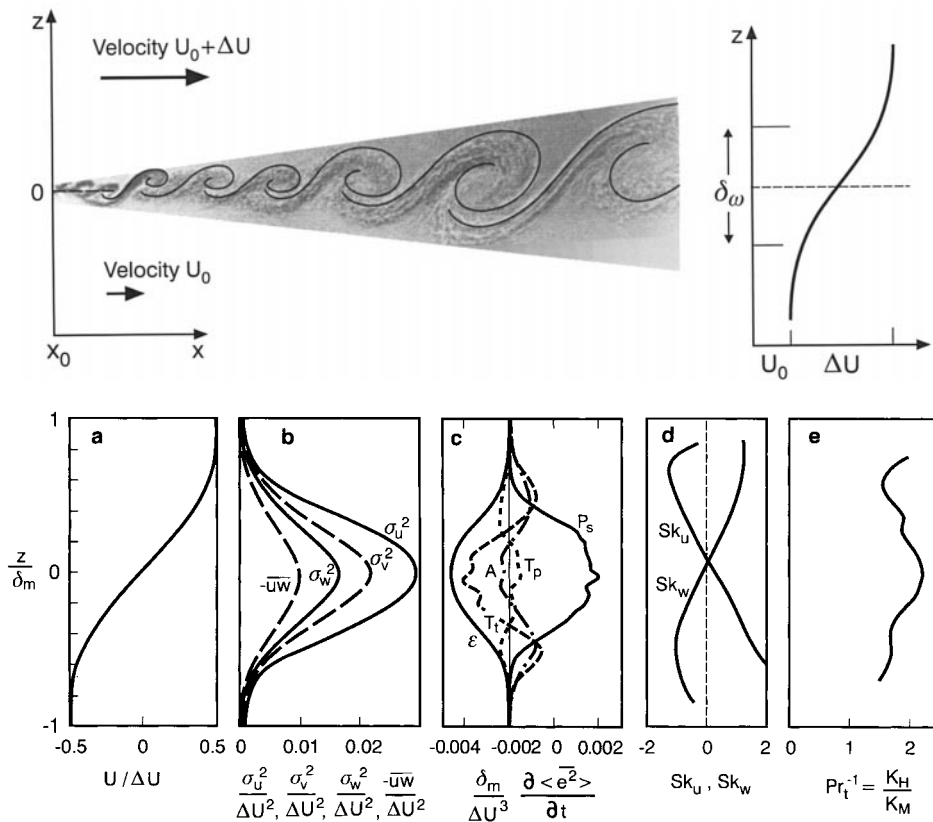 z
Velocity U₀+ΔU
0
Velocity U₀
x₀
x
z
δω
U₀ ΔU
a b c d e
1
0
-1
z
δm
σu²
σv²
σw²
-uw̅
Ps
A
Tp
Tt
ε
Sku
Skw
-0.5 0 0.5
0 0.01 0.02
-0.004 -0.002 0 0.002
-2 0 2
0 1 2
U / ΔU
σu²/ΔU², σv²/ΔU², σw²/ΔU², -uw̅/ΔU²
δm/ΔU³ ∂<e̅²̅>/∂t
Sku , Skw
Prt⁻¹ = KH/KM